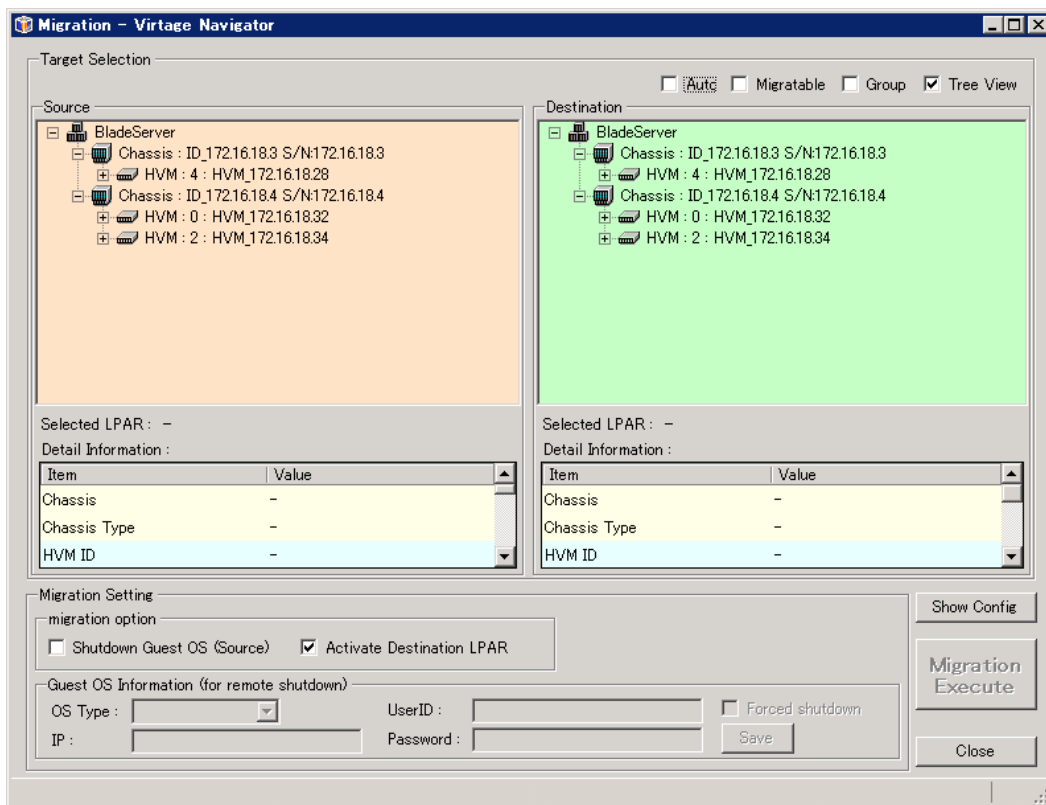 Migration - Virtage Navigator
Target Selection
Auto Migratable Group Tree View
Source
BladeServer
Chassis : ID_172.16.18.3 S/N:172.16.18.3
HVM : 4 : HVM_172.16.18.28
Chassis : ID_172.16.18.4 S/N:172.16.18.4
HVM : 0 : HVM_172.16.18.32
HVM : 2 : HVM_172.16.18.34
Selected LPAR : -
Detail Information :
Item Value
Chassis -
Chassis Type -
HVM ID -
Destination
BladeServer
Chassis : ID_172.16.18.3 S/N:172.16.18.3
HVM : 4 : HVM_172.16.18.28
Chassis : ID_172.16.18.4 S/N:172.16.18.4
HVM : 0 : HVM_172.16.18.32
HVM : 2 : HVM_172.16.18.34
Selected LPAR : -
Detail Information :
Item Value
Chassis -
Chassis Type -
HVM ID -
Migration Setting
migration option
Shutdown Guest OS (Source) Activate Destination LPAR
Guest OS Information (for remote shutdown)
OS Type : UserID : Forced shutdown
IP : Password : Save
Show Config
Migration
Execute
Close